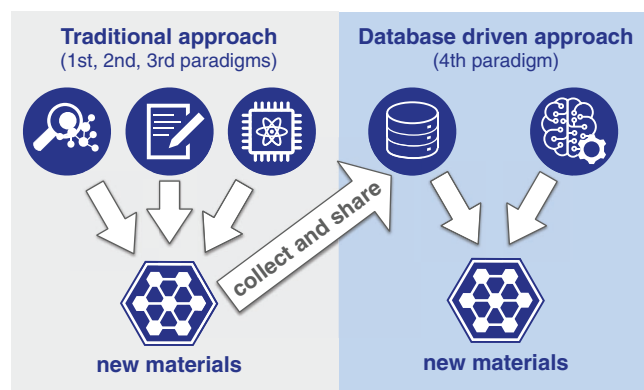 Traditional approach
(1st, 2nd, 3rd paradigms)
new materials
collect and share
Database driven approach
(4th paradigm)
new materials